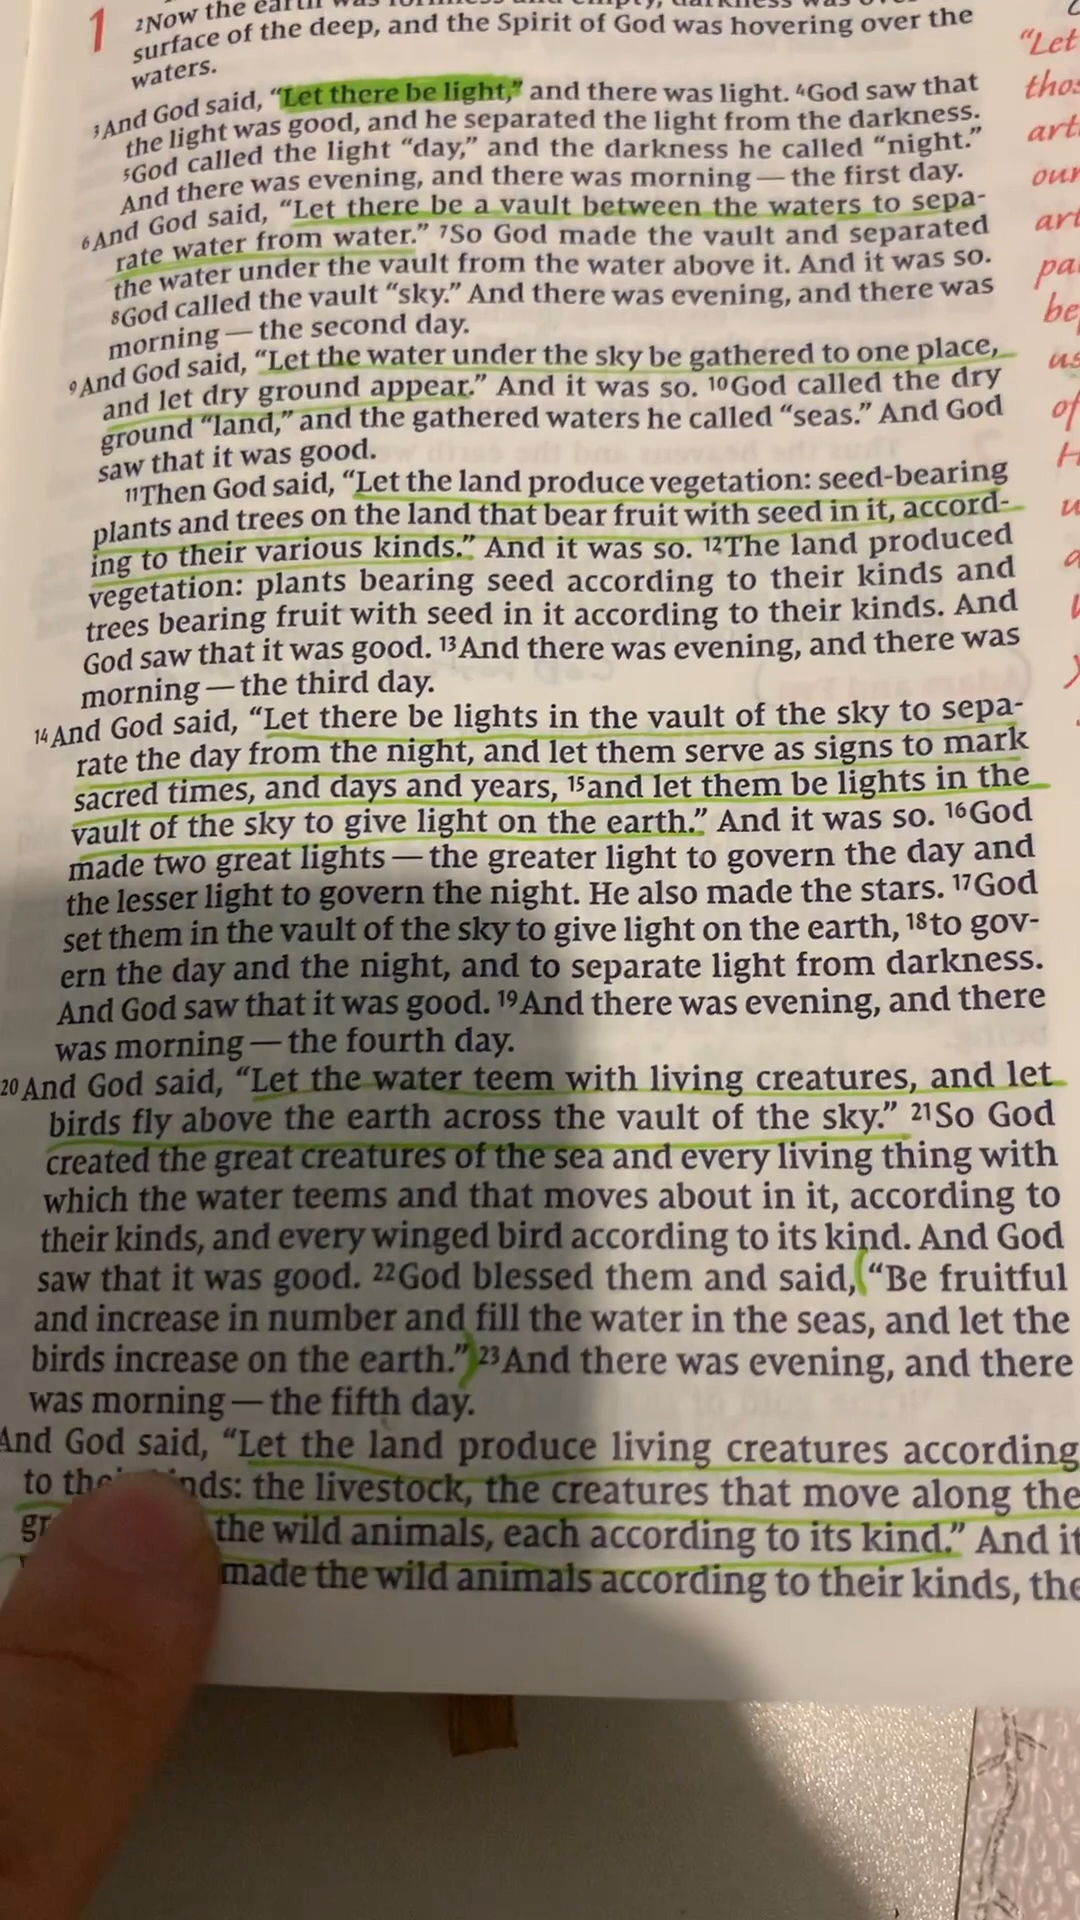 1
2Now the earth was formless and empty, darkness was over the
surface of the deep, and the Spirit of God was hovering over the
waters.
3And God said, “Let there be light,” and there was light. 4God saw that
the light was good, and he separated the light from the darkness.
5God called the light “day,” and the darkness he called “night.”
And there was evening, and there was morning — the first day.
6And God said, “Let there be a vault between the waters to sepa-
rate water from water.” 7So God made the vault and separated
the water under the vault from the water above it. And it was so.
8God called the vault “sky.” And there was evening, and there was
morning — the second day.
9And God said, “Let the water under the sky be gathered to one place,
and let dry ground appear.” And it was so. 10God called the dry
ground “land,” and the gathered waters he called “seas.” And God
saw that it was good.
11Then God said, “Let the land produce vegetation: seed-bearing
plants and trees on the land that bear fruit with seed in it, accord-
ing to their various kinds.” And it was so. 12The land produced
vegetation: plants bearing seed according to their kinds and
trees bearing fruit with seed in it according to their kinds. And
God saw that it was good. 13And there was evening, and there was
morning — the third day.
14And God said, “Let there be lights in the vault of the sky to sepa-
rate the day from the night, and let them serve as signs to mark
sacred times, and days and years, 15and let them be lights in the
vault of the sky to give light on the earth.” And it was so. 16God
made two great lights — the greater light to govern the day and
the lesser light to govern the night. He also made the stars. 17God
set them in the vault of the sky to give light on the earth, 18to gov-
ern the day and the night, and to separate light from darkness.
And God saw that it was good. 19And there was evening, and there
was morning — the fourth day.
20And God said, “Let the water teem with living creatures, and let
birds fly above the earth across the vault of the sky.” 21So God
created the great creatures of the sea and every living thing with
which the water teems and that moves about in it, according to
their kinds, and every winged bird according to its kind. And God
saw that it was good. 22God blessed them and said, “Be fruitful
and increase in number and fill the water in the seas, and let the
birds increase on the earth.” 23And there was evening, and there
was morning — the fifth day.
And God said, “Let the land produce living creatures according
to kinds: the livestock, the creatures that move along the
the wild animals, each according to its kind.” And it
made the wild animals according to their kinds, the
“Let